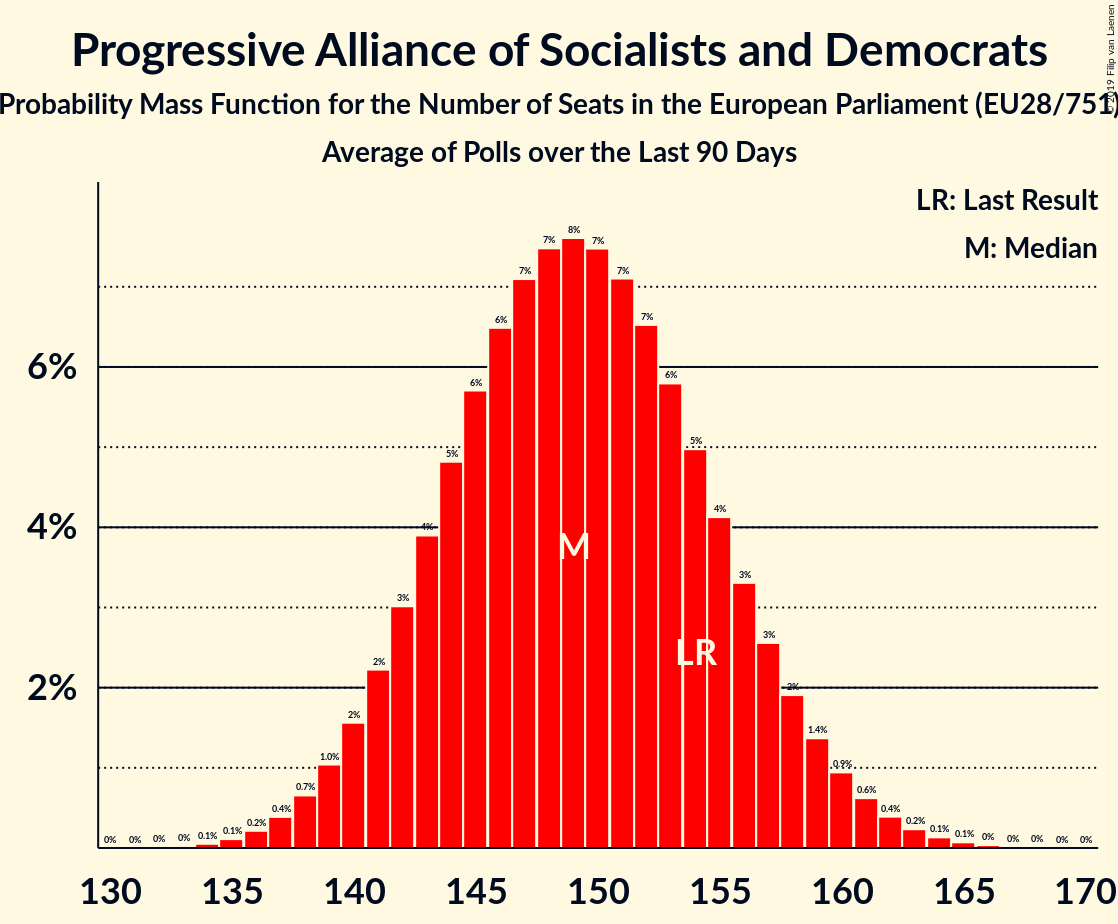 Progressive Alliance of Socialists and Democrats
Probability Mass Function for the Number of Seats in the European Parliament (EU28/751)
Average of Polls over the Last 90 Days
© 2019 Filip van Laenen
LR: Last Result
M: Median
6%
4%
2%
0% 0% 0% 0% 0.1% 0.1% 0.2% 0.4% 0.7% 1.0% 2% 2% 3% 4% 5% 6% 6% 7% 7% 8% 7% 7% 7% 6% 5% 4% 3% 3% 2% 1.4% 0.9% 0.6% 0.4% 0.2% 0.1% 0.1% 0% 0% 0% 0% 0%
M
LR
130 135 140 145 150 155 160 165 170